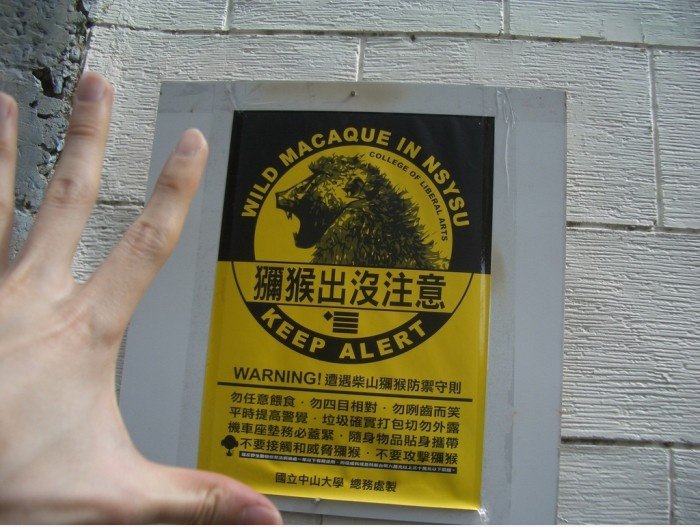 WILD MACAQUE IN NSYSU
COLLEGE OF LIBERAL ARTS
獼猴出沒注意
KEEP ALERT
WARNING! 遭遇柴山獼猴防禦守則
勿任意餵食．勿四目相對．勿咧齒而笑
平時提高警覺．垃圾確實打包切勿外露
機車座墊務必蓋緊．隨身物品貼身攜帶
不要接觸和威脅獼猴．不要攻擊獼猴
國立中山大學 總務處製